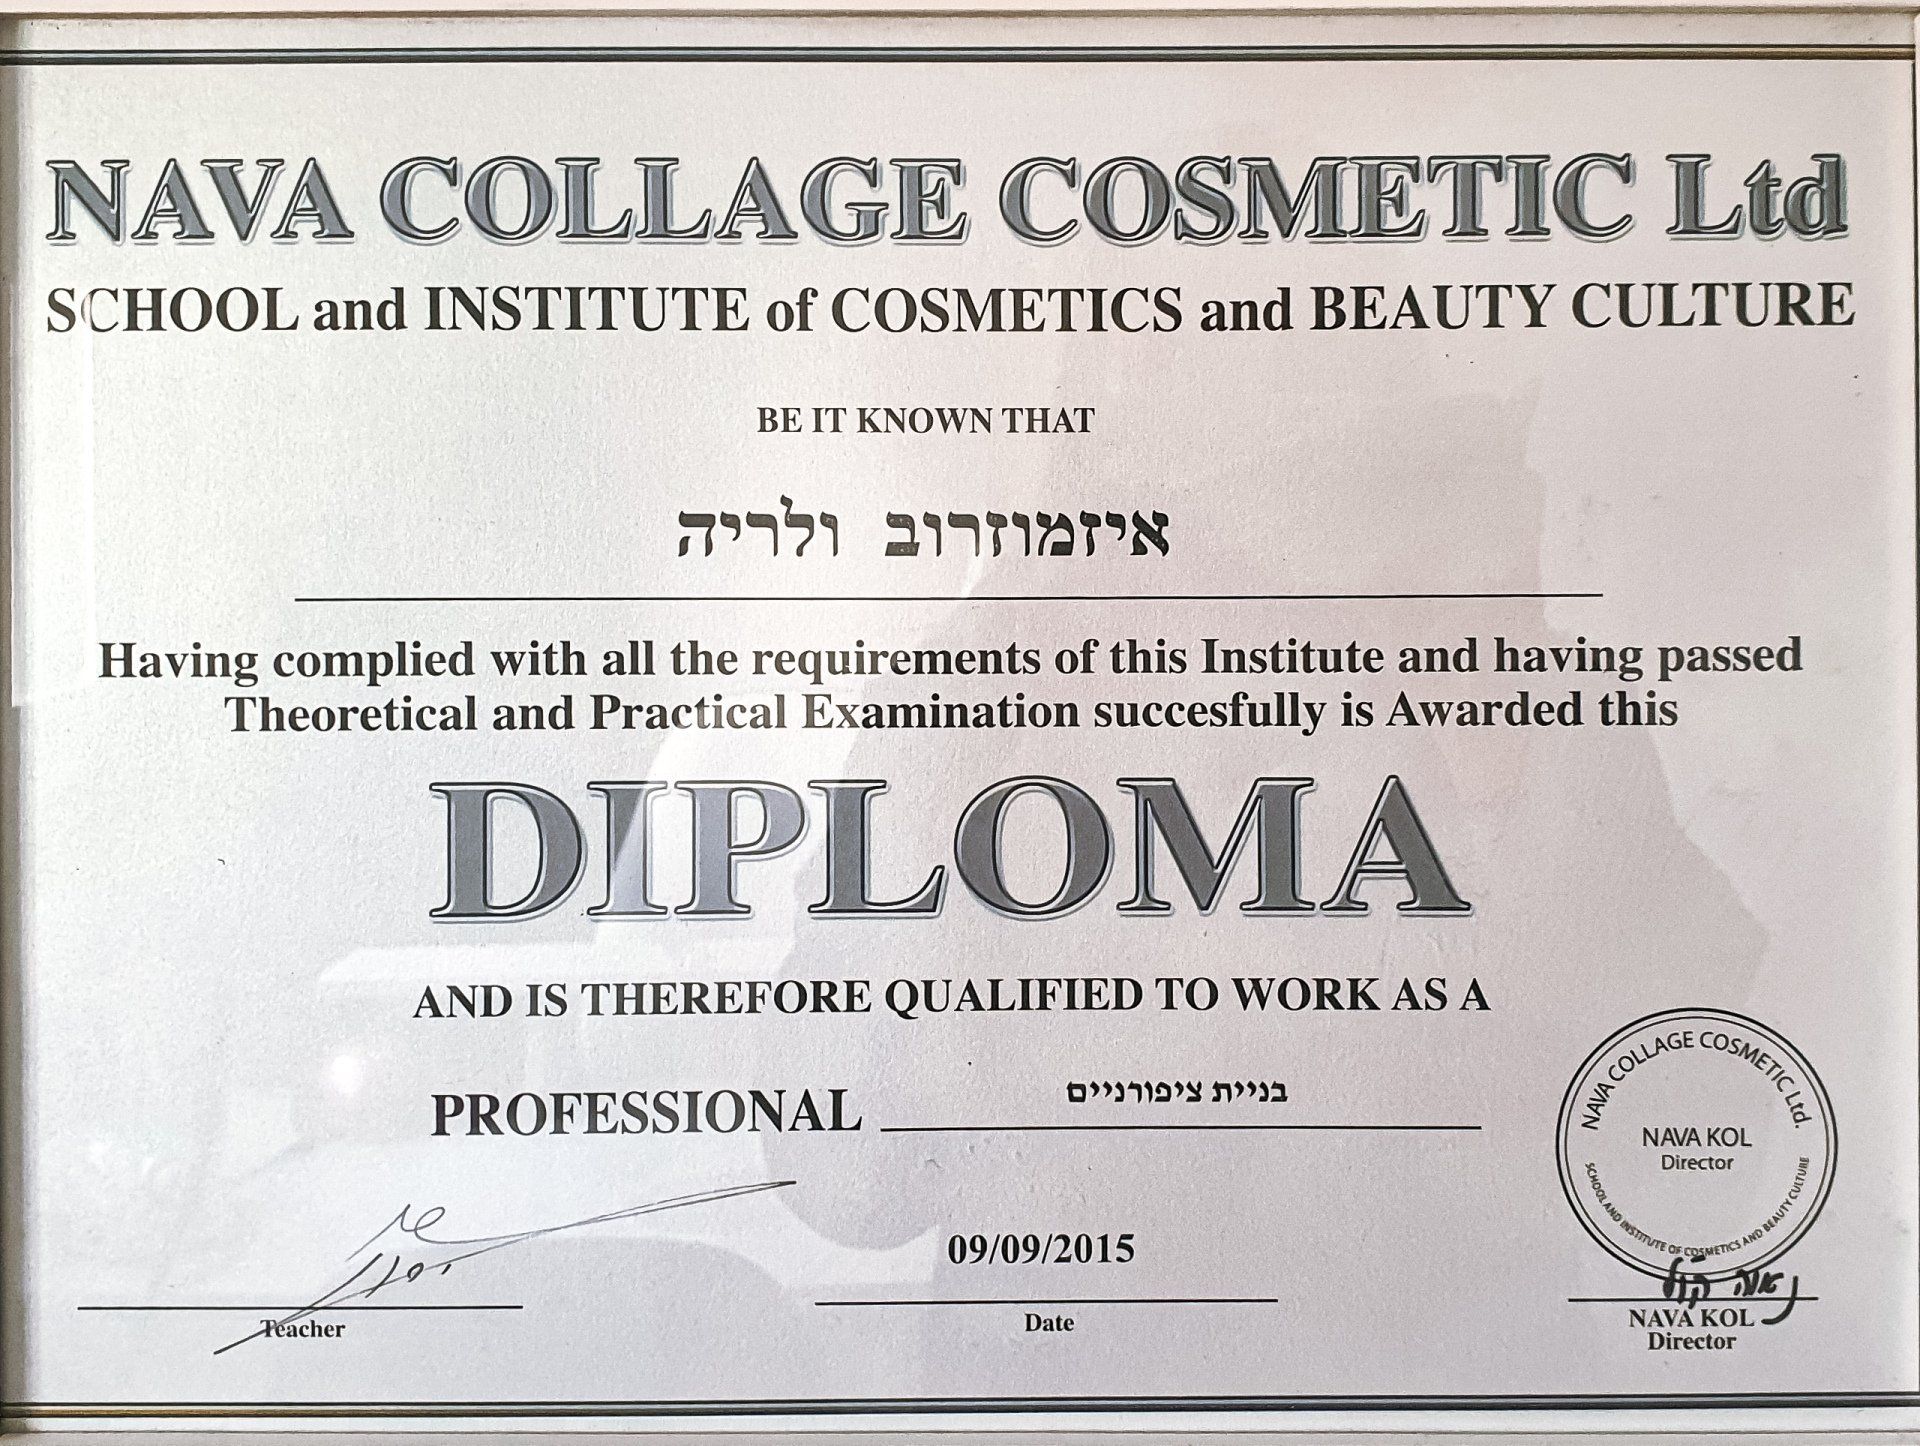 NAVA COLLAGE COSMETIC Ltd
SCHOOL and INSTITUTE of COSMETICS and BEAUTY CULTURE
BE IT KNOWN THAT
איזמוזרוב ולריה
Having complied with all the requirements of this Institute and having passed
Theoretical and Practical Examination succesfully is Awarded this
DIPLOMA
AND IS THEREFORE QUALIFIED TO WORK AS A
PROFESSIONAL בניית ציפורניים
NAVA COLLAGE COSMETIC Ltd.
NAVA KOL
Director
SCHOOL AND INSTITUTE OF COSMETICS AND BEAUTY CULTURE
09/09/2015
Teacher
Date
NAVA KOL
Director